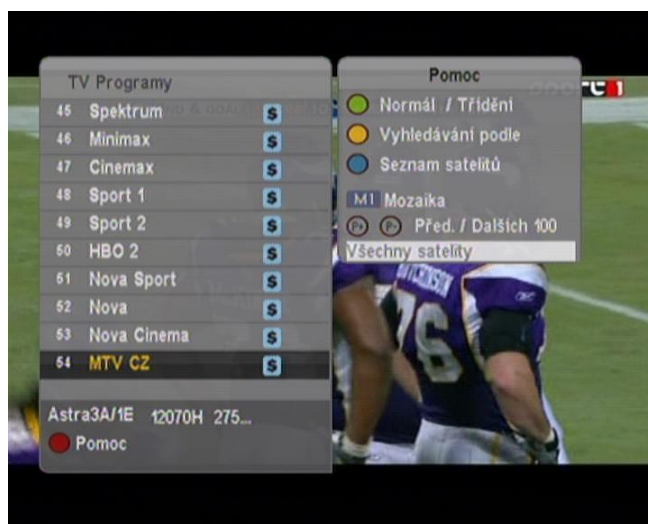 TV Programy
45 Spektrum $
46 Minimax $
47 Cinemax $
48 Sport 1 $
49 Sport 2 $
50 HBO 2 $
51 Nova Sport $
52 Nova $
53 Nova Cinema $
54 MTV CZ $
Astra3A/1E 12070H 275...
Pomoc
Pomoc
Normál / Třídění
Vyhledávání podle
Seznam satelitů
M1 Mozaika
P+ P- Před. / Dalších 100
Všechny satelity
HUTCHINSON
76